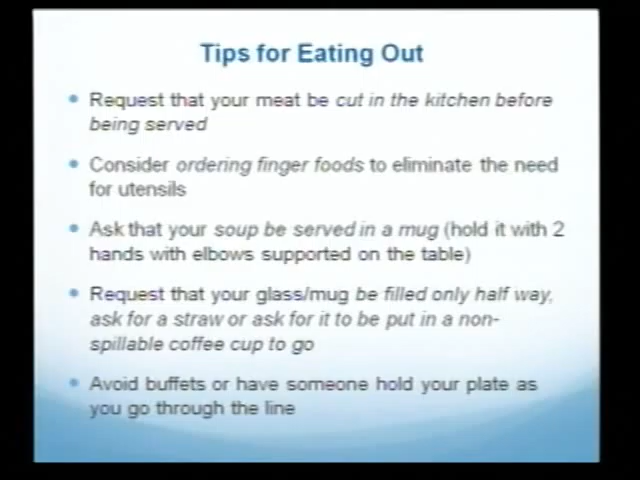 Tips for Eating Out
Request that your meat be cut in the kitchen before
being served
Consider ordering finger foods to eliminate the need
for utensils
Ask that your soup be served in a mug (hold it with 2
hands with elbows supported on the table)
Request that your glass/mug be filled only half way,
ask for a straw or ask for it to be put in a non-
spillable coffee cup to go
Avoid buffets or have someone hold your plate as
you go through the line